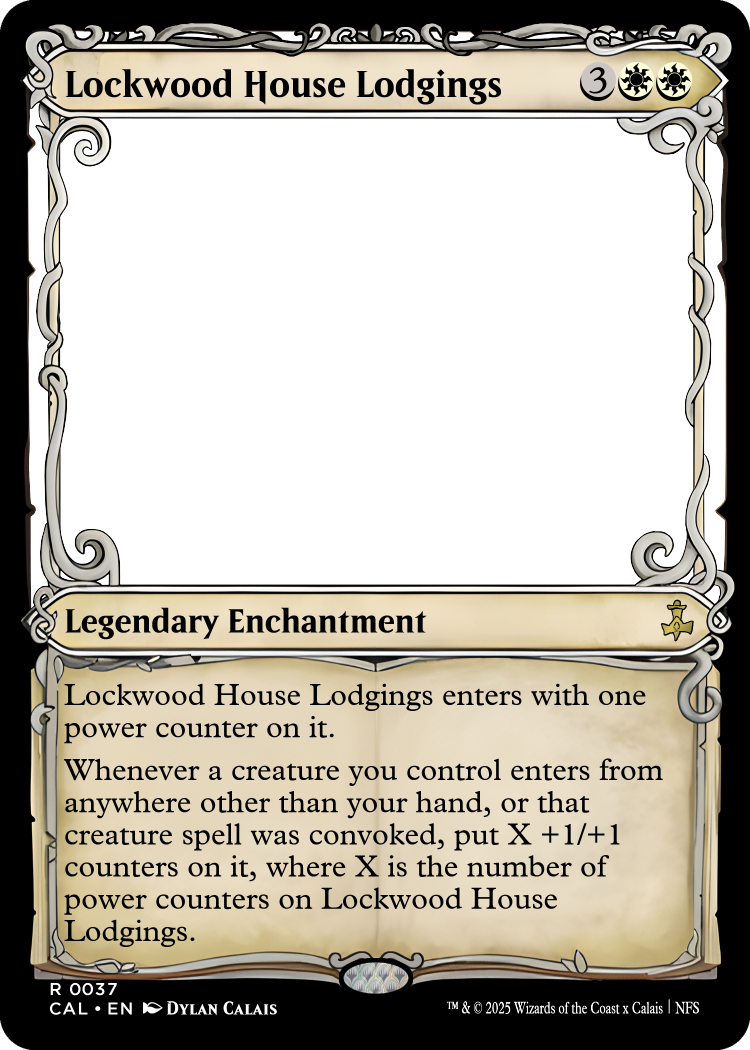 Lockwood House Lodgings 3
Legendary Enchantment
Lockwood House Lodgings enters with one
power counter on it.
Whenever a creature you control enters from
anywhere other than your hand, or that
creature spell was convoked, put X +1/+1
counters on it, where X is the number of
power counters on Lockwood House
Lodgings.
R 0037
CAL • EN DYLAN CALAIS
™ & © 2025 Wizards of the Coast x Calais | NFS